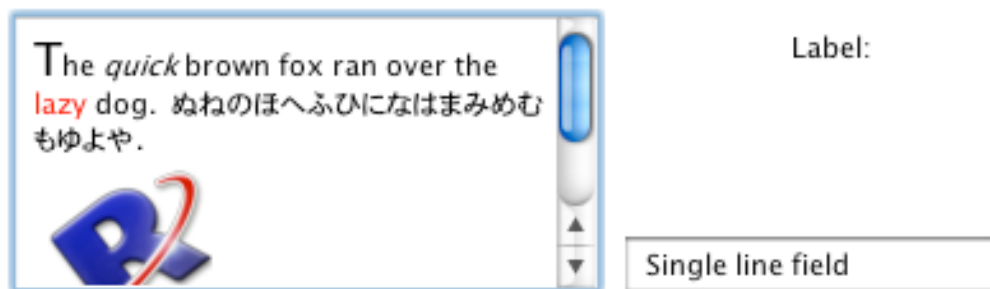 The quick brown fox ran over the
lazy dog. ぬねのほへふひになはまみめむ
もゆよや.
Label:
Single line field